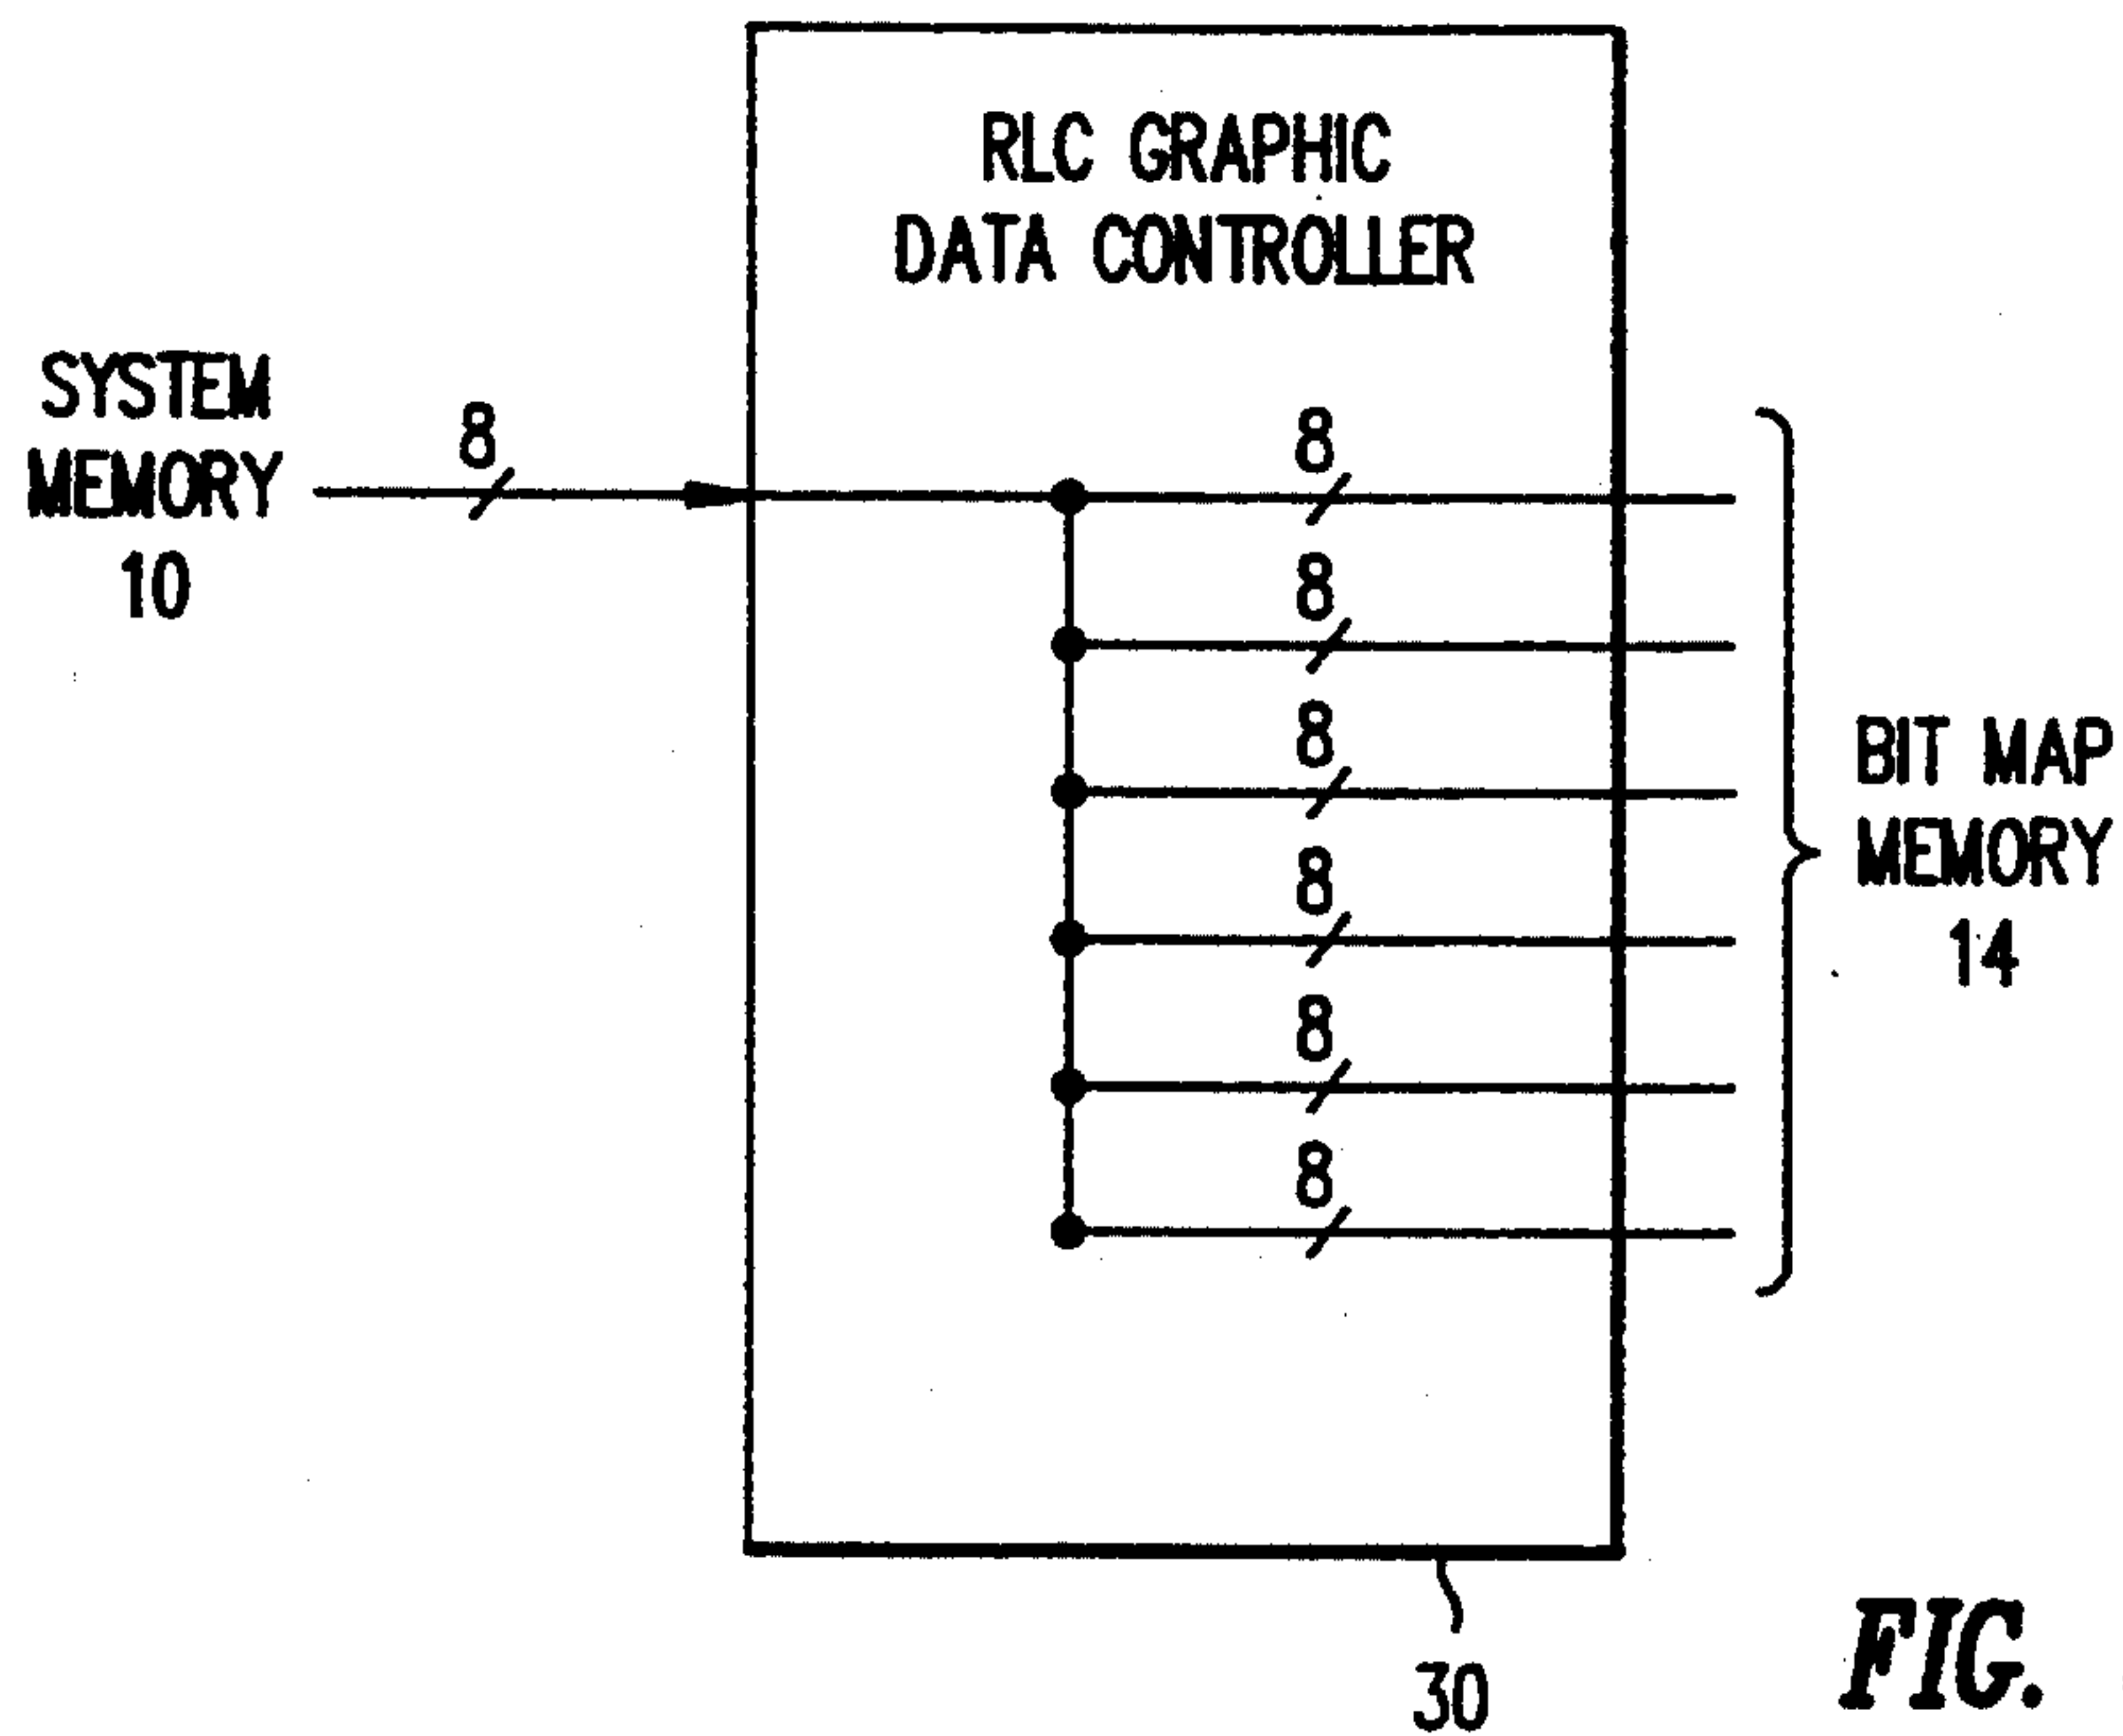 RLC GRAPHIC
DATA CONTROLLER
SYSTEM
MEMORY
10
8
8
8
8
8
8
8
BIT MAP
MEMORY
14
30
FIG.